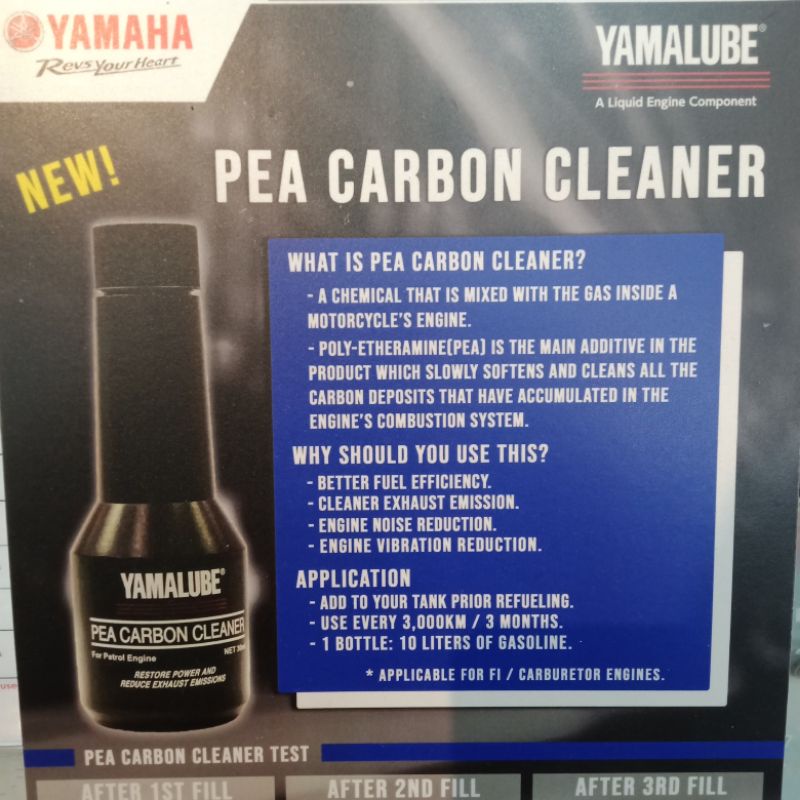 YAMAHA
Revs Your Heart
YAMALUBE®
A Liquid Engine Component
NEW!
PEA CARBON CLEANER
WHAT IS PEA CARBON CLEANER?
- A CHEMICAL THAT IS MIXED WITH THE GAS INSIDE A
MOTORCYCLE'S ENGINE.
- POLY-ETHERAMINE(PEA) IS THE MAIN ADDITIVE IN THE
PRODUCT WHICH SLOWLY SOFTENS AND CLEANS ALL THE
CARBON DEPOSITS THAT HAVE ACCUMULATED IN THE
ENGINE'S COMBUSTION SYSTEM.
WHY SHOULD YOU USE THIS?
- BETTER FUEL EFFICIENCY.
- CLEANER EXHAUST EMISSION.
- ENGINE NOISE REDUCTION.
- ENGINE VIBRATION REDUCTION.
APPLICATION
- ADD TO YOUR TANK PRIOR REFUELING.
- USE EVERY 3,000KM / 3 MONTHS.
- 1 BOTTLE: 10 LITERS OF GASOLINE.
* APPLICABLE FOR FI / CARBURETOR ENGINES.
YAMALUBE®
PEA CARBON CLEANER
For Petrol Engine
NET
RESTORE POWER AND
REDUCE EXHAUST EMISSIONS
PEA CARBON CLEANER TEST
AFTER 1ST FILL
AFTER 2ND FILL
AFTER 3RD FILL